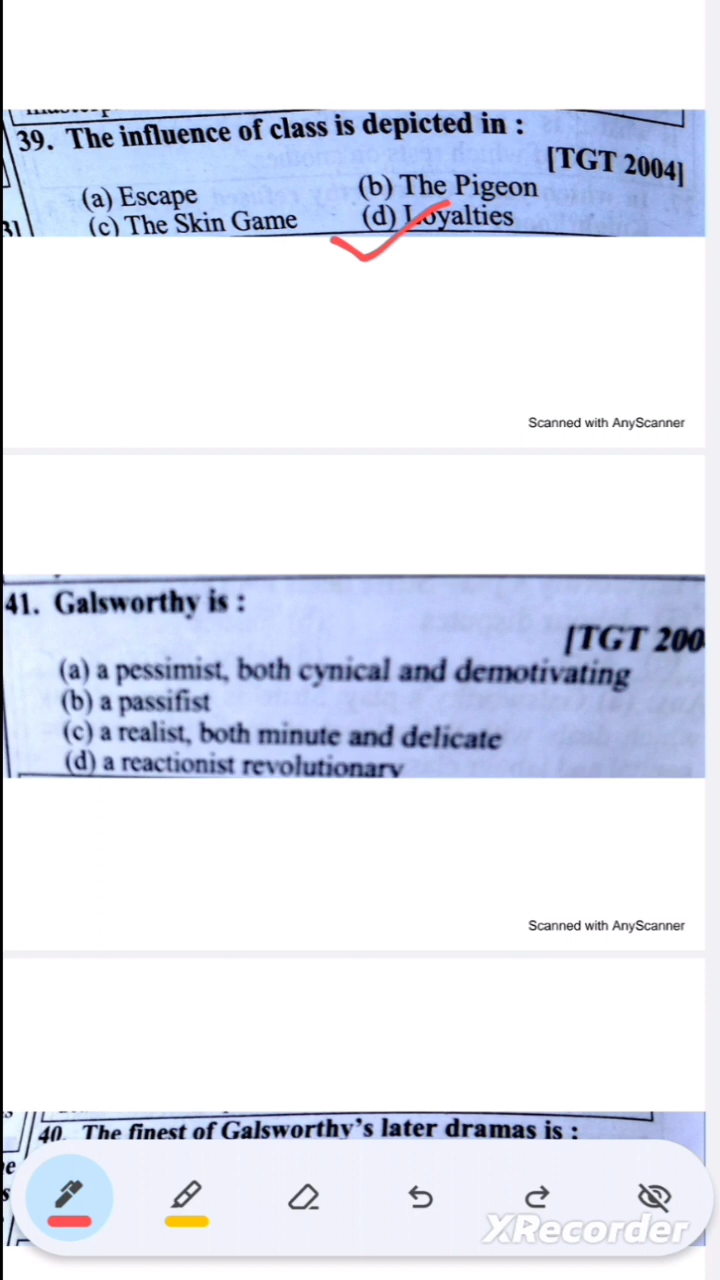 39. The influence of class is depicted in :
[TGT 2004]
(a) Escape (b) The Pigeon
(c) The Skin Game (d) Loyalties
31
Scanned with AnyScanner
41. Galsworthy is :
[TGT 200
(a) a pessimist, both cynical and demotivating
(b) a passifist
(c) a realist, both minute and delicate
(d) a reactionist revolutionary
Scanned with AnyScanner
40. The finest of Galsworthy's later dramas is :
XRecorder